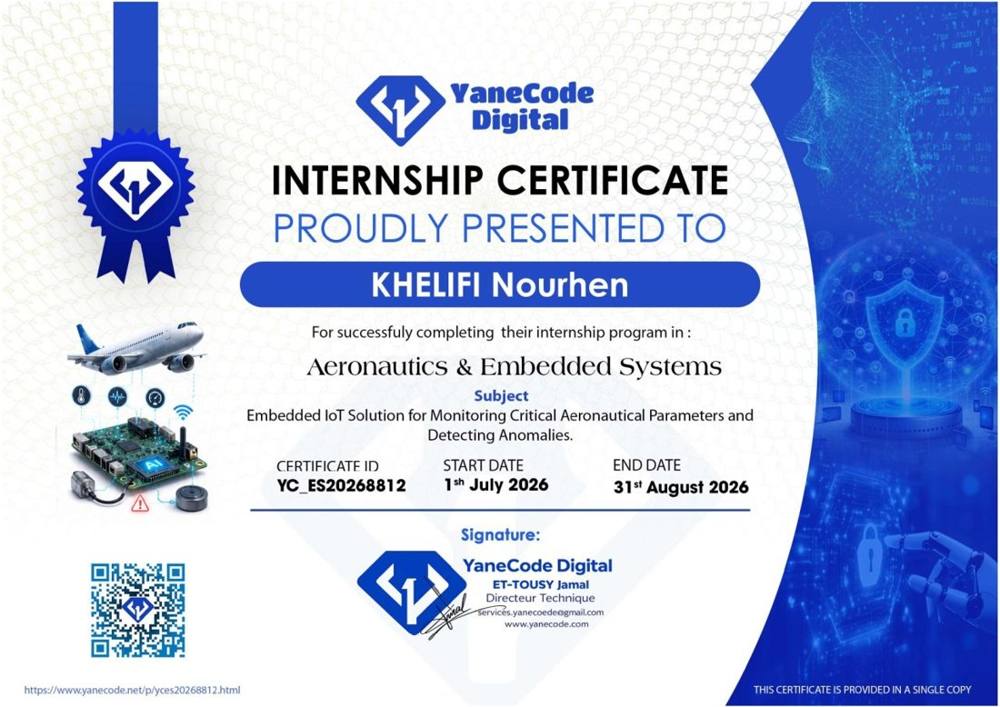 YaneCode
Digital
INTERNSHIP CERTIFICATE
PROUDLY PRESENTED TO
KHELIFI Nourhen
For successfuly completing their internship program in :
Aeronautics & Embedded Systems
Subject
Embedded IoT Solution for Monitoring Critical Aeronautical Parameters and
Detecting Anomalies.
CERTIFICATE ID
YC_ES20268812
START DATE
1sh July 2026
END DATE
31st August 2026
AI
Signature:
YaneCode Digital
ET-TOUSY Jamal
Directeur Technique
services.yanecoede@gmail.com
www.yanecode.com
https://www.yanecode.net/p/yces20268812.html
THIS CERTIFICATE IS PROVIDED IN A SINGLE COPY